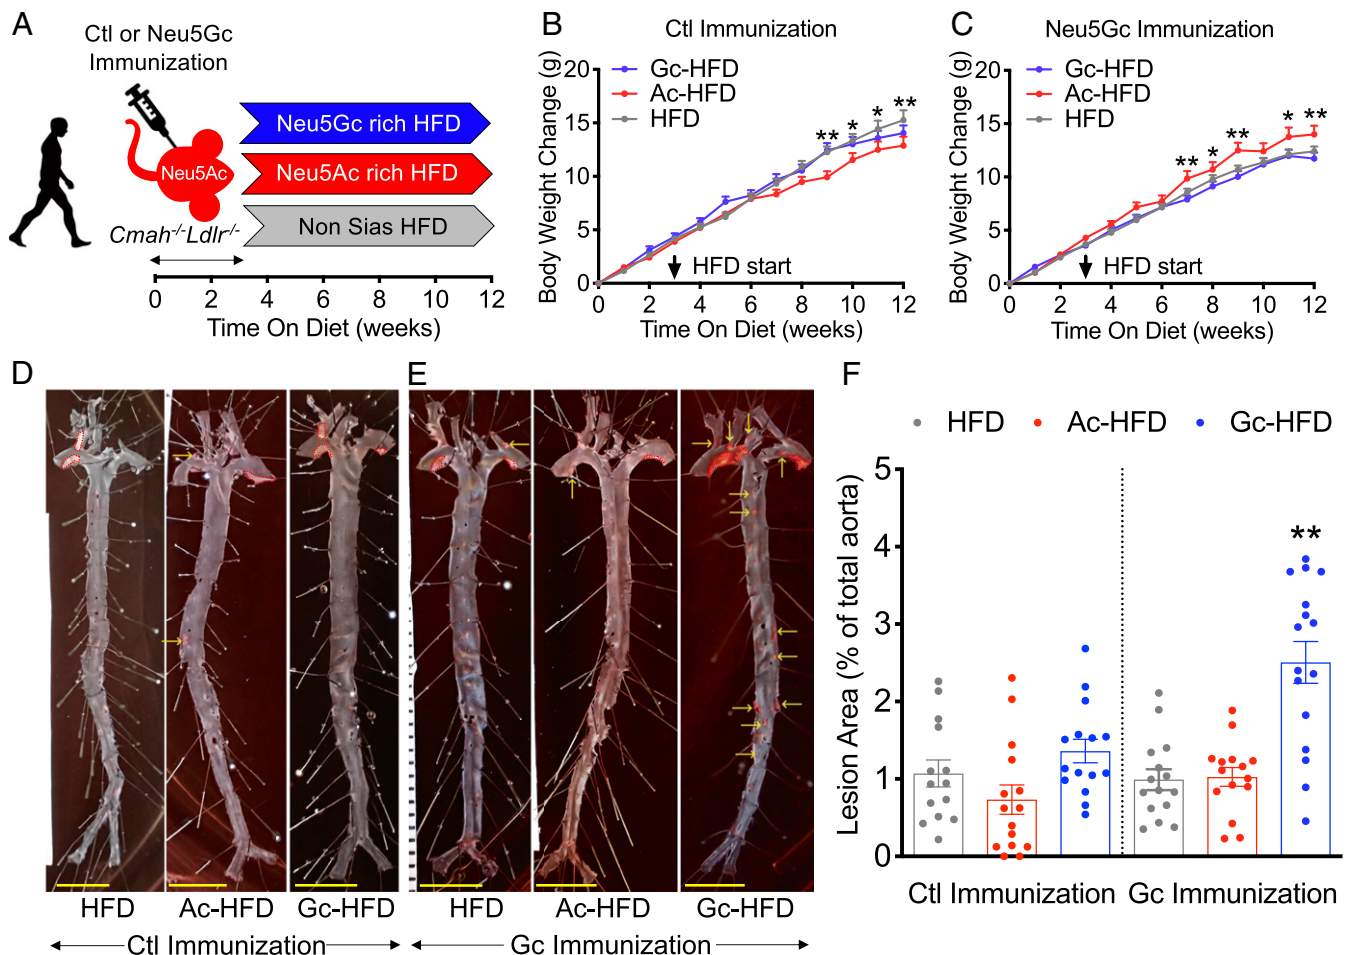 A
Ctl or Neu5Gc
Immunization
Neu5Ac
Cmah-/-Ldlr-/-
Neu5Gc rich HFD
Neu5Ac rich HFD
Non Sias HFD
0 2 4 6 8 10 12
Time On Diet (weeks)
B
Ctl Immunization
Body Weight Change (g)
20
15
10
5
0
Gc-HFD
Ac-HFD
HFD
** * * **
HFD start
0 2 4 6 8 10 12
Time On Diet (weeks)
C
Neu5Gc Immunization
Body Weight Change (g)
20
15
10
5
0
Gc-HFD
Ac-HFD
HFD
** * ** * **
HFD start
0 2 4 6 8 10 12
Time On Diet (weeks)
D
HFD Ac-HFD Gc-HFD
Ctl Immunization
E
HFD Ac-HFD Gc-HFD
Gc Immunization
F
HFD Ac-HFD Gc-HFD
Lesion Area (% of total aorta)
5
4
3
2
1
0
**
Ctl Immunization Gc Immunization